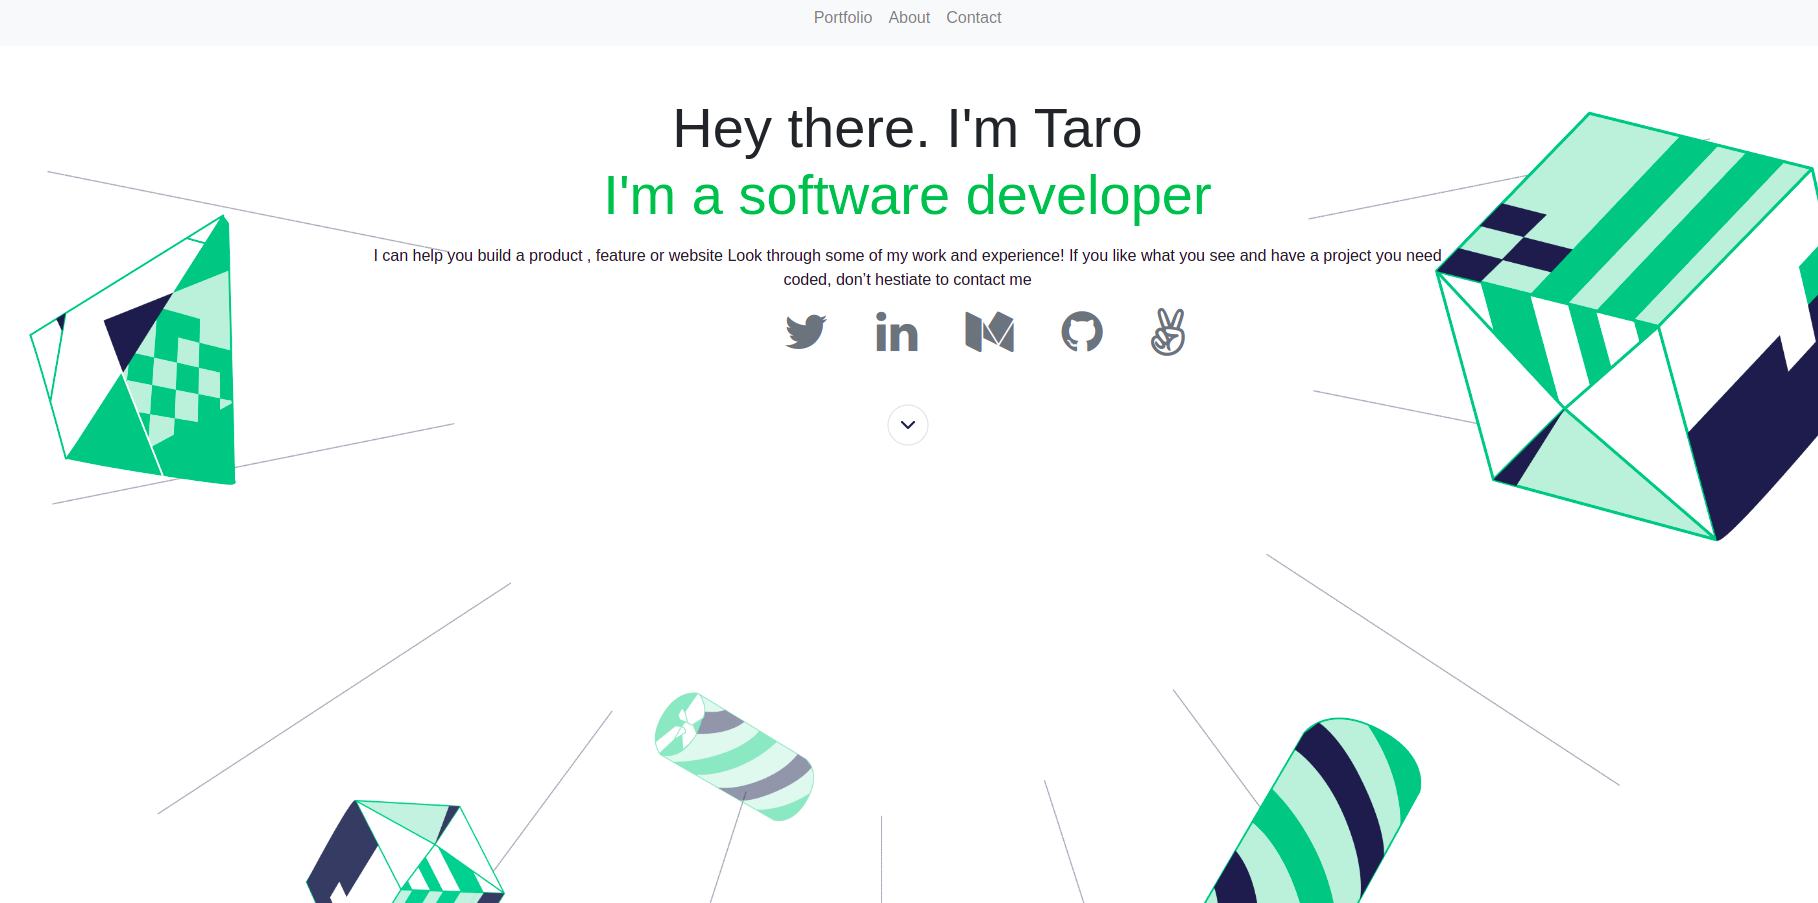 Portfolio About Contact
Hey there. I'm Taro
I'm a software developer
I can help you build a product , feature or website Look through some of my work and experience! If you like what you see and have a project you need
coded, don’t hestiate to contact me